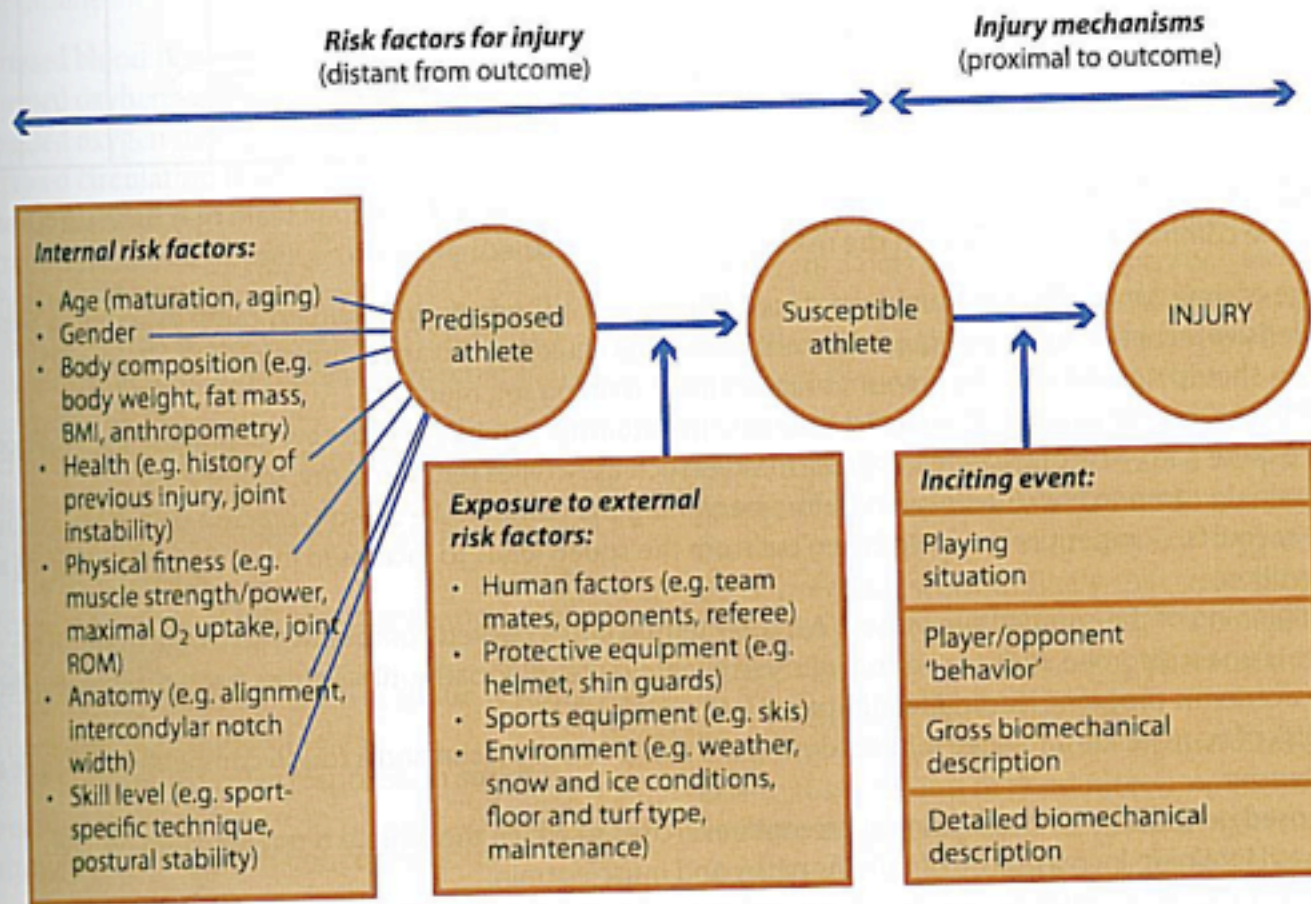 Risk factors for injury
(distant from outcome)
Injury mechanisms
(proximal to outcome)
Internal risk factors:
• Age (maturation, aging)
• Gender
• Body composition (e.g.
body weight, fat mass,
BMI, anthropometry)
• Health (e.g. history of
previous injury, joint
instability)
• Physical fitness (e.g.
muscle strength/power,
maximal O₂ uptake, joint
ROM)
• Anatomy (e.g. alignment,
intercondylar notch
width)
• Skill level (e.g. sport-
specific technique,
postural stability)
Predisposed
athlete
Susceptible
athlete
INJURY
Exposure to external
risk factors:
• Human factors (e.g. team
mates, opponents, referee)
• Protective equipment (e.g.
helmet, shin guards)
• Sports equipment (e.g. skis)
• Environment (e.g. weather,
snow and ice conditions,
floor and turf type,
maintenance)
Inciting event:
Playing
situation
Player/opponent
'behavior'
Gross biomechanical
description
Detailed biomechanical
description